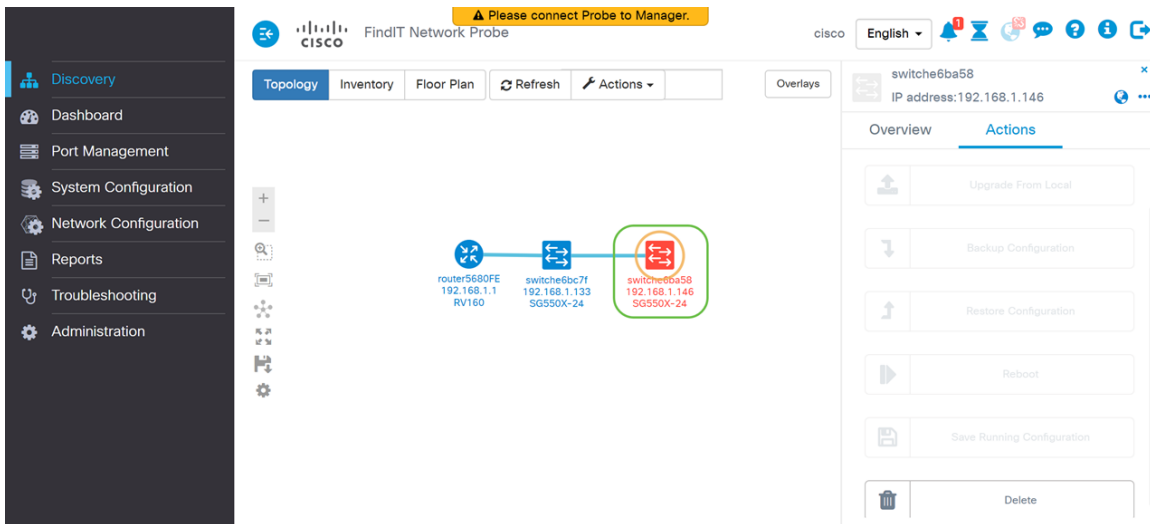 Please connect Probe to Manager.
CISCO
FindIT Network Probe
cisco
English
1
Discovery
Dashboard
Port Management
System Configuration
Network Configuration
Reports
Troubleshooting
Administration
Topology
Inventory
Floor Plan
Refresh
Actions
Overlays
router5680FE
192.168.1.1
RV160
switche6bc7f
192.168.1.133
SG550X-24
switche6ba58
192.168.1.146
SG550X-24
switche6ba58
IP address:192.168.1.146
Overview
Actions
Upgrade From Local
Backup Configuration
Restore Configuration
Reboot
Save Running Configuration
Delete